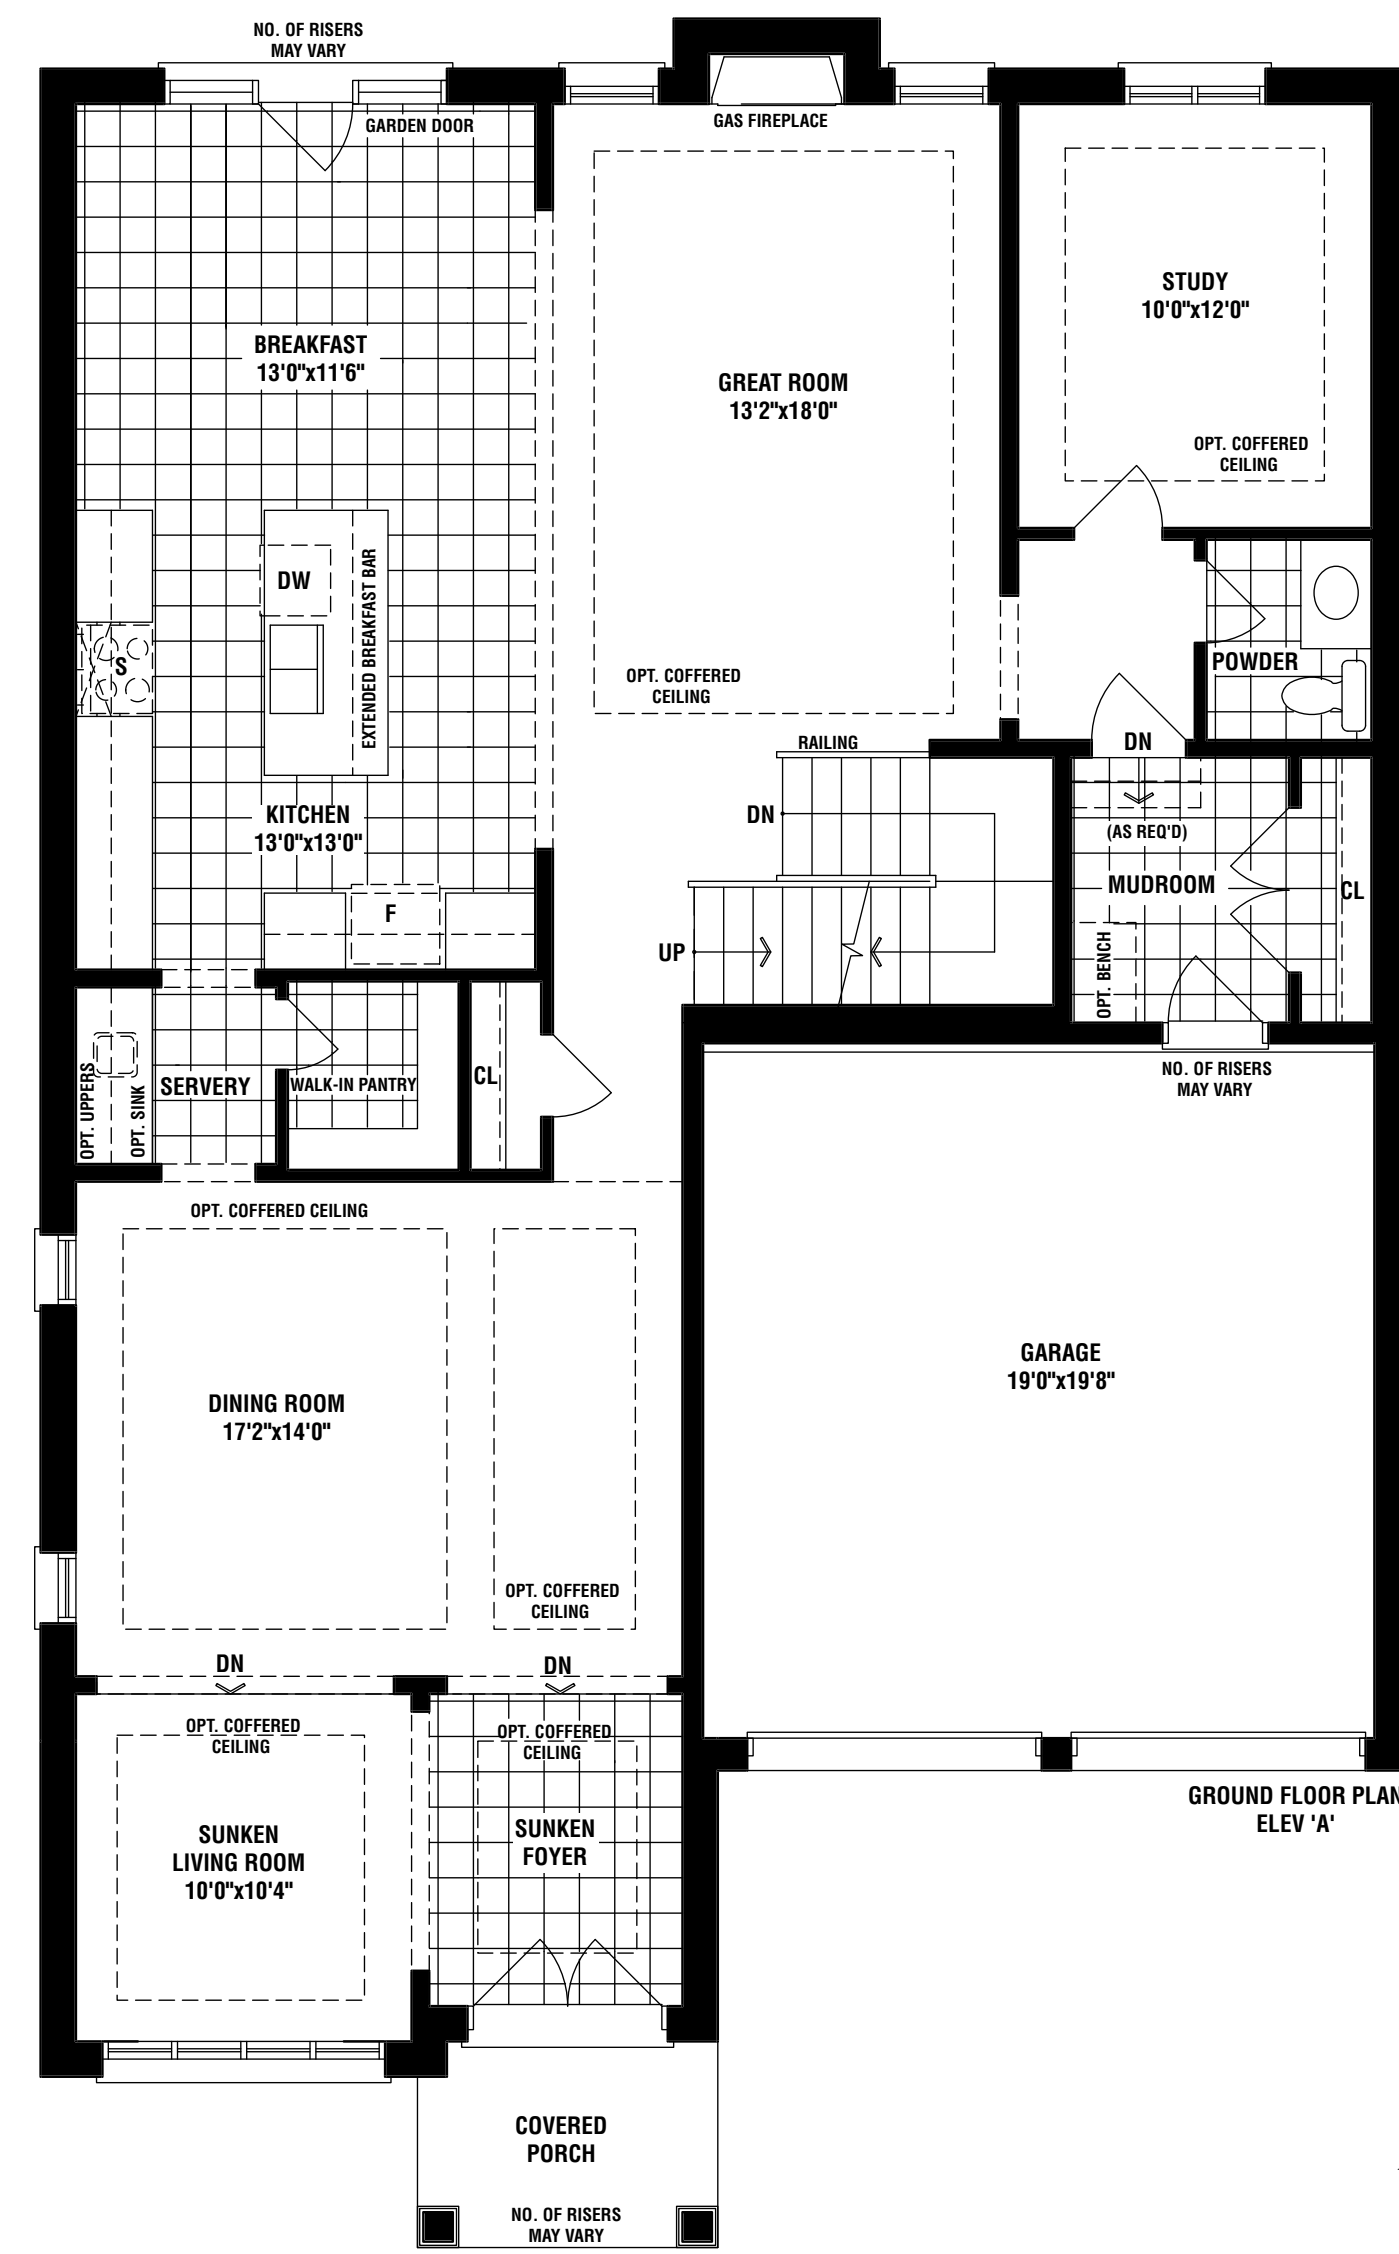 NO. OF RISERS
MAY VARY
GARDEN DOOR
GAS FIREPLACE
BREAKFAST
13'0"x11'6"
GREAT ROOM
13'2"x18'0"
STUDY
10'0"x12'0"
OPT. COFFERED
CEILING
DW
EXTENDED BREAKFAST BAR
S
OPT. COFFERED
CEILING
POWDER
RAILING
DN
DN
KITCHEN
13'0"x13'0"
(AS REQ'D)
MUDROOM
CL
F
UP
OPT. BENCH
OPT. UPPERS
OPT. SINK
SERVERY
WALK-IN PANTRY
CL
NO. OF RISERS
MAY VARY
OPT. COFFERED CEILING
DINING ROOM
17'2"x14'0"
GARAGE
19'0"x19'8"
OPT. COFFERED
CEILING
DN
DN
OPT. COFFERED
CEILING
OPT. COFFERED
CEILING
SUNKEN
LIVING ROOM
10'0"x10'4"
SUNKEN
FOYER
GROUND FLOOR PLAN
ELEV 'A'
COVERED
PORCH
NO. OF RISERS
MAY VARY